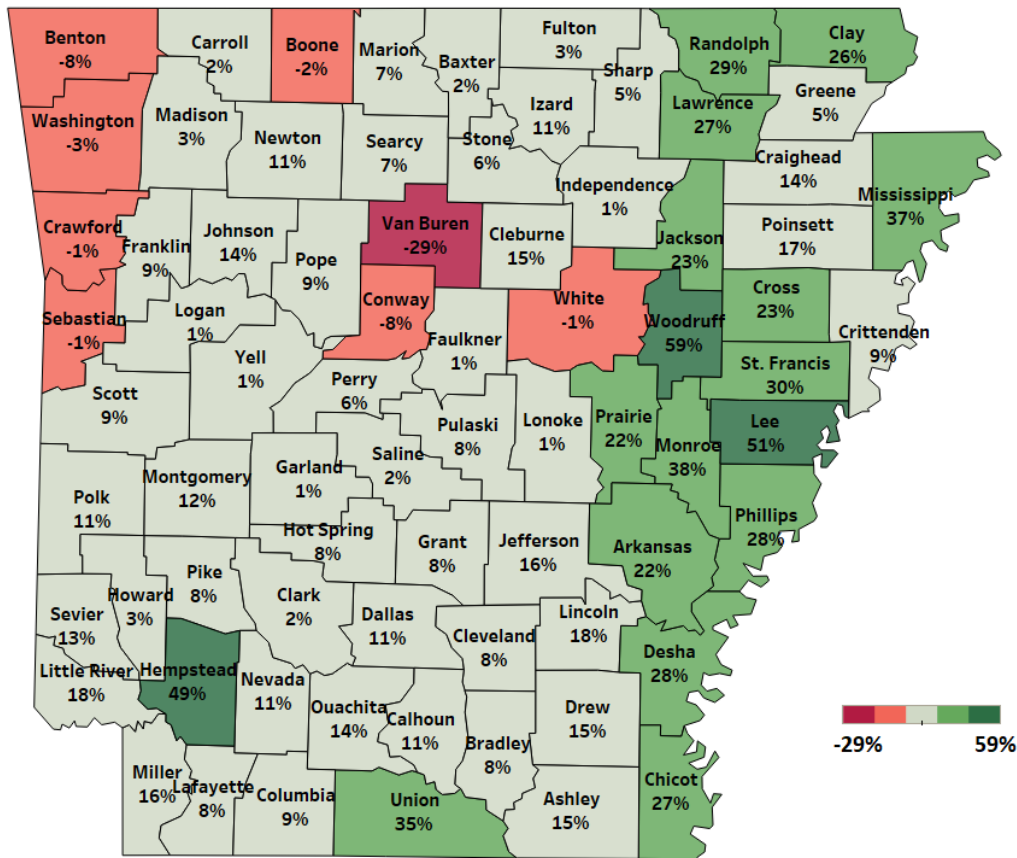 Benton
-8%
Carroll
2%
Boone
-2%
Marion
7%
Baxter
2%
Fulton
3%
Sharp
5%
Randolph
29%
Clay
26%
Washington
-3%
Madison
3%
Newton
11%
Searcy
7%
Stone
6%
Izard
11%
Lawrence
27%
Greene
5%
Independence
1%
Craighead
14%
Mississippi
37%
Crawford
-1%
Franklin
9%
Johnson
14%
Pope
9%
Van Buren
-29%
Cleburne
15%
Jackson
23%
Poinsett
17%
Sebastian
-1%
Logan
1%
Conway
-8%
Faulkner
1%
White
-1%
Woodruff
59%
Cross
23%
Crittenden
9%
Scott
9%
Yell
1%
Perry
6%
Pulaski
8%
Lonoke
1%
Prairie
22%
St. Francis
30%
Monroe
38%
Lee
51%
Polk
11%
Montgomery
12%
Garland
1%
Saline
2%
Hot Spring
8%
Grant
8%
Jefferson
16%
Arkansas
22%
Phillips
28%
Sevier
13%
Howard
3%
Pike
8%
Clark
2%
Dallas
11%
Cleveland
8%
Lincoln
18%
Desha
28%
Little River
18%
Hempstead
49%
Nevada
11%
Ouachita
14%
Calhoun
11%
Bradley
8%
Drew
15%
Miller
16%
Lafayette
8%
Columbia
9%
Union
35%
Ashley
15%
Chicot
27%
-29%
59%